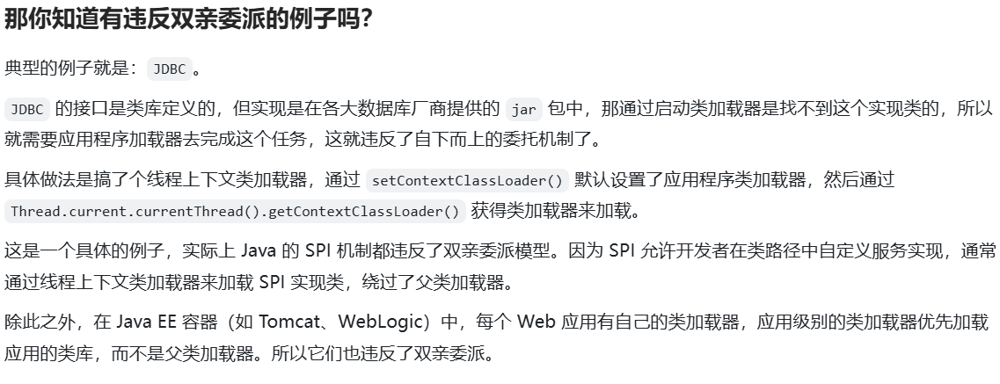 那你知道有违反双亲委派的例子吗?
典型的例子就是：JDBC。
JDBC 的接口是类库定义的，但实现是在各大数据库厂商提供的 jar 包中，那通过启动类加载器是找不到这个实现类的，所以
就需要应用程序加载器去完成这个任务，这就违反了自下而上的委托机制了。
具体做法是搞了个线程上下文类加载器，通过 setContextClassLoader() 默认设置了应用程序类加载器，然后通过
Thread.current.currentThread().getContextClassLoader() 获得类加载器来加载。
这是一个具体的例子，实际上 Java 的 SPI 机制都违反了双亲委派模型。因为 SPI 允许开发者在类路径中自定义服务实现，通常
通过线程上下文类加载器来加载 SPI 实现类，绕过了父类加载器。
除此之外，在 Java EE 容器（如 Tomcat、WebLogic）中，每个 Web 应用有自己的类加载器，应用级别的类加载器优先加载
应用的类库，而不是父类加载器。所以它们也违反了双亲委派。